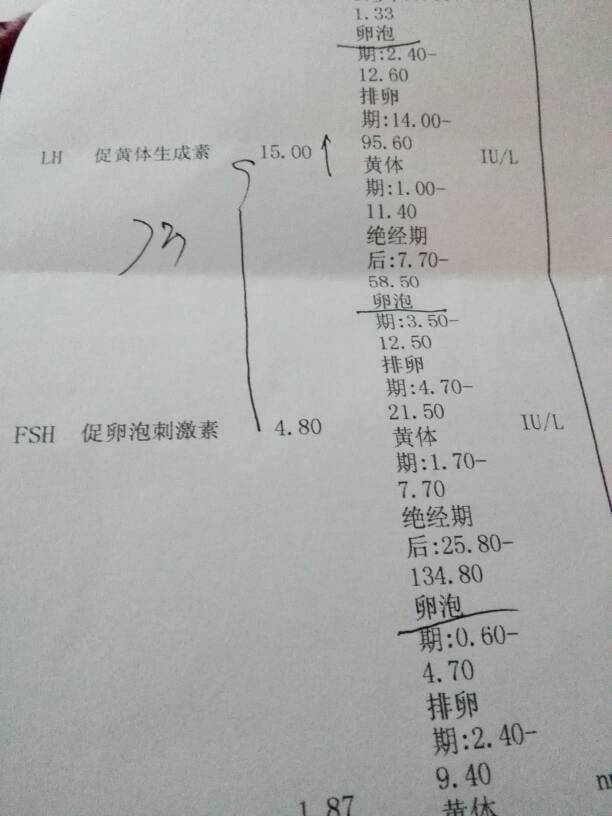 1.33
卵泡
期:2.40-
12.60
排卵
期:14.00-
95.60
LH 促黄体生成素 15.00 ↑ IU/L
黄体
期:1.00-
11.40
绝经期
后:7.70-
58.50
卵泡
期:3.50-
12.50
排卵
期:4.70-
21.50
FSH 促卵泡刺激素 4.80 IU/L
黄体
期:1.70-
7.70
绝经期
后:25.80-
134.80
卵泡
期:0.60-
4.70
排卵
期:2.40-
9.40
1.87
黄体